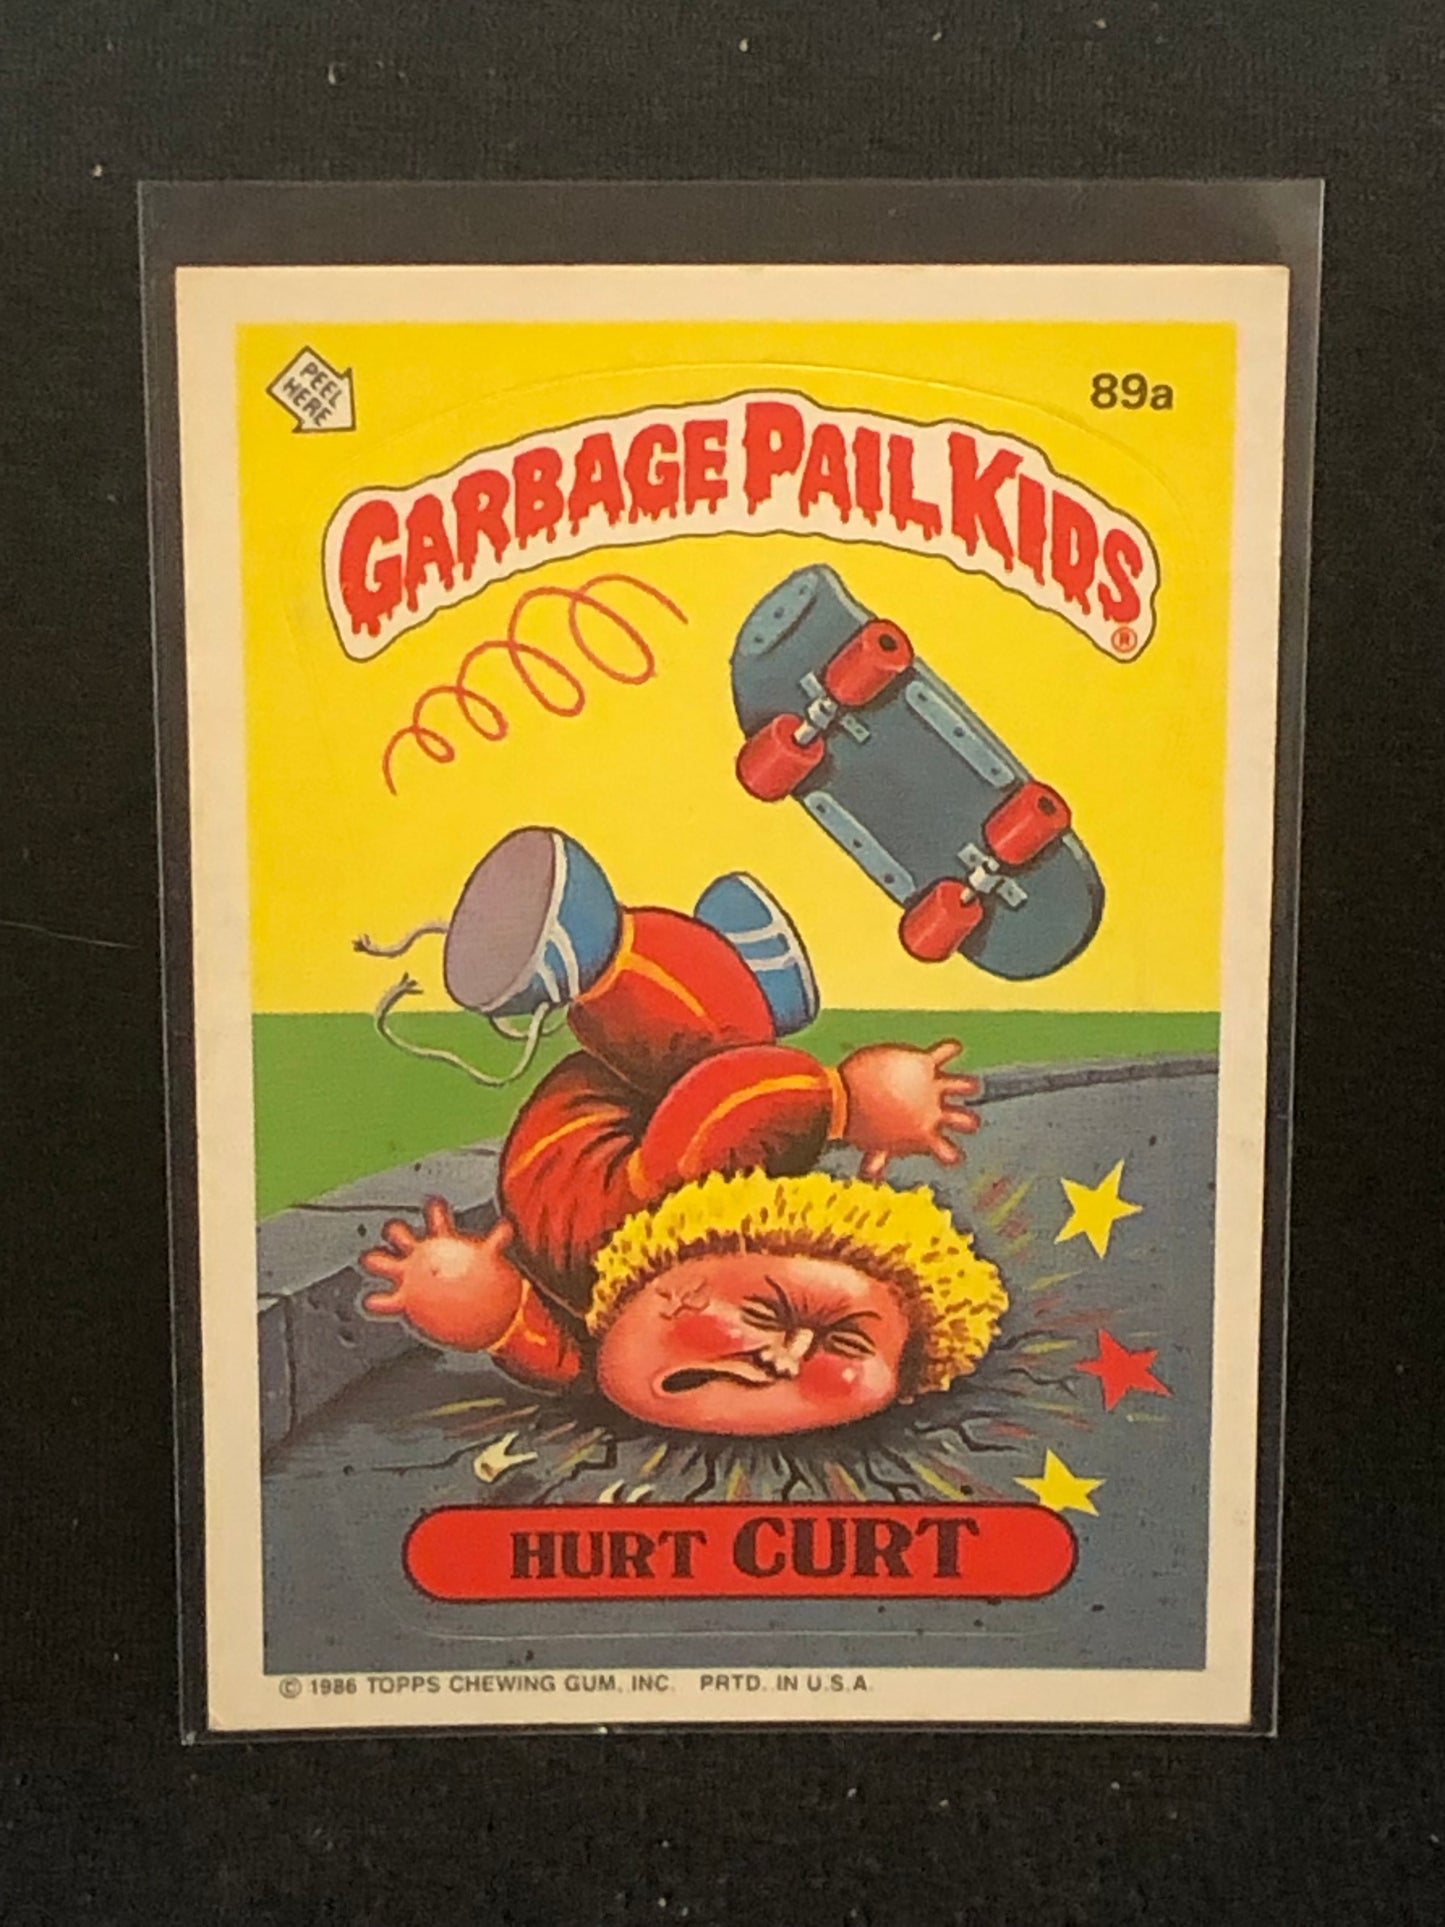 PEEL
HERE
89a
GARBAGE PAIL KIDS®
HURT CURT
© 1986 TOPPS CHEWING GUM, INC. PRTD. IN U.S.A.